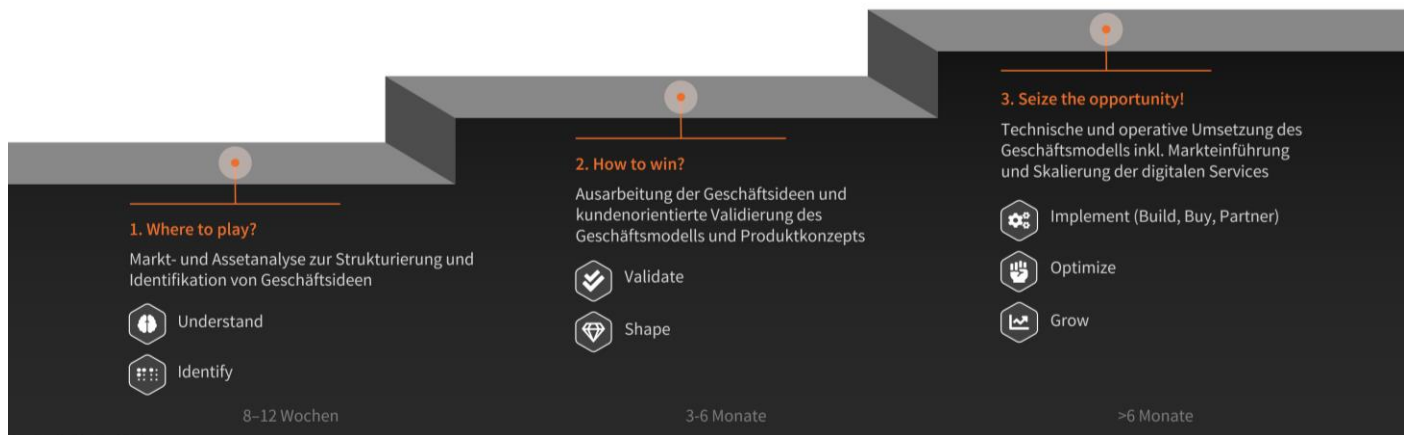 1. Where to play?
Markt- und Assetanalyse zur Strukturierung und
Identifikation von Geschäftsideen
Understand
Identify
8–12 Wochen
2. How to win?
Ausarbeitung der Geschäftsideen und
kundenorientierte Validierung des
Geschäftsmodells und Produktkonzepts
Validate
Shape
3-6 Monate
3. Seize the opportunity!
Technische und operative Umsetzung des
Geschäftsmodells inkl. Markteinführung
und Skalierung der digitalen Services
Implement (Build, Buy, Partner)
Optimize
Grow
>6 Monate